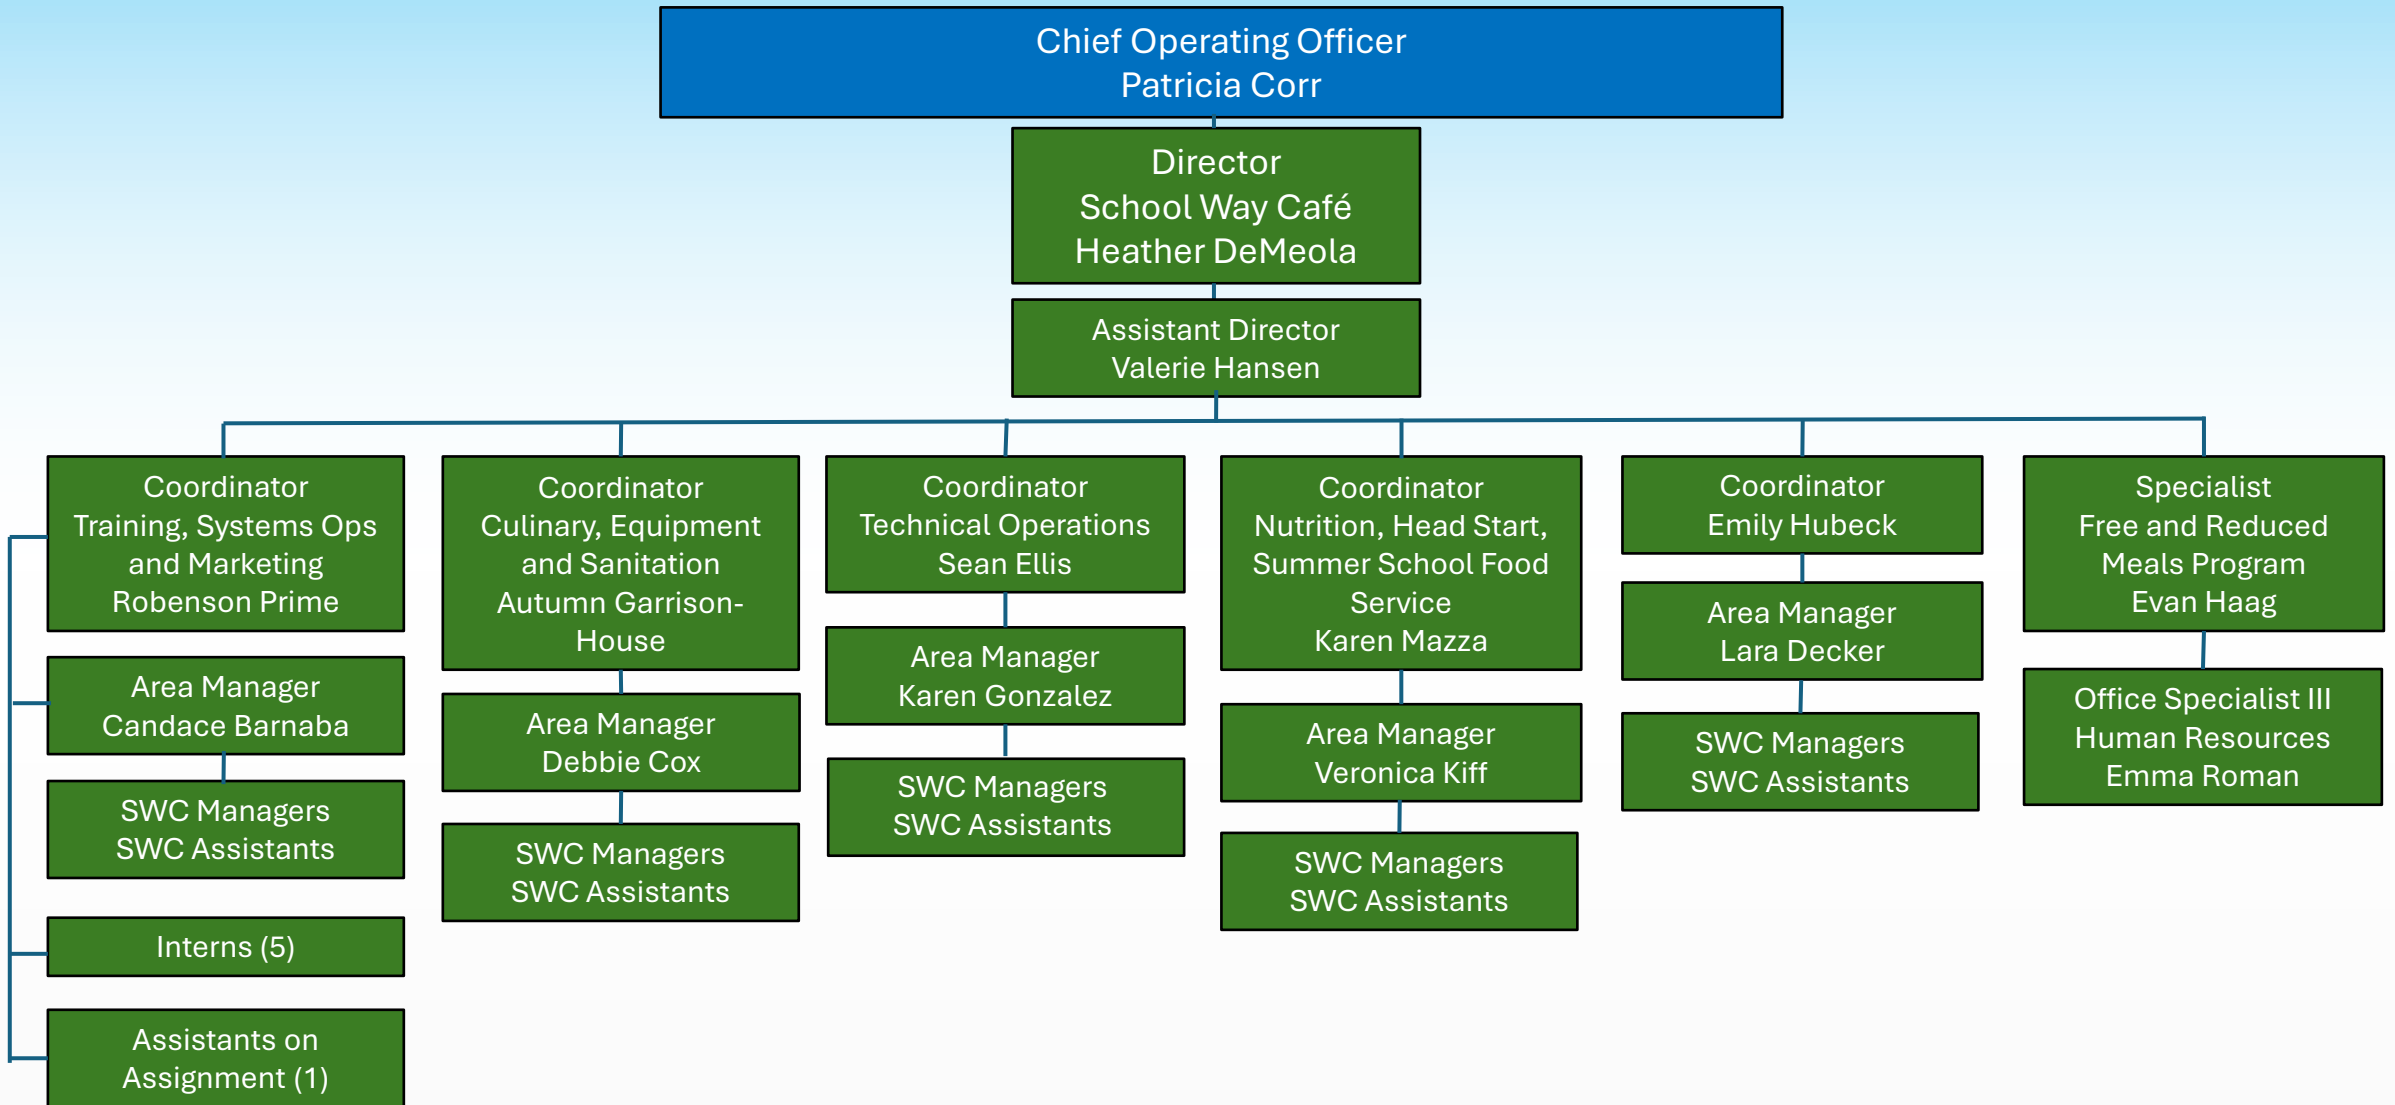 Chief Operating Officer
Patricia Corr
Director
School Way Café
Heather DeMeola
Assistant Director
Valerie Hansen
Coordinator
Training, Systems Ops
and Marketing
Robenson Prime
Area Manager
Candace Barnaba
SWC Managers
SWC Assistants
Interns (5)
Assistants on
Assignment (1)
Coordinator
Culinary, Equipment
and Sanitation
Autumn Garrison-
House
Area Manager
Debbie Cox
SWC Managers
SWC Assistants
Coordinator
Technical Operations
Sean Ellis
Area Manager
Karen Gonzalez
SWC Managers
SWC Assistants
Coordinator
Nutrition, Head Start,
Summer School Food
Service
Karen Mazza
Area Manager
Veronica Kiff
SWC Managers
SWC Assistants
Coordinator
Emily Hubeck
Area Manager
Lara Decker
SWC Managers
SWC Assistants
Specialist
Free and Reduced
Meals Program
Evan Haag
Office Specialist III
Human Resources
Emma Roman